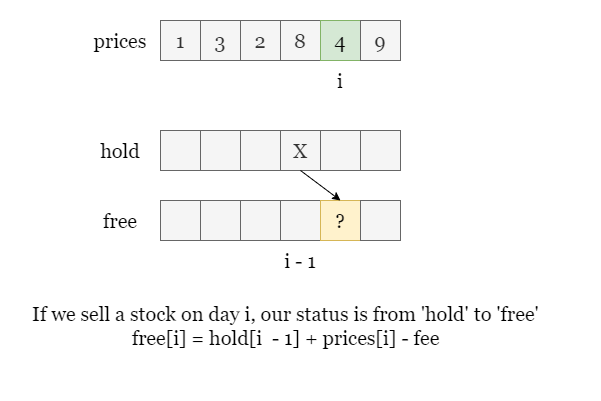 prices 1 3 2 8 4 9
i
hold X
free ?
i - 1
If we sell a stock on day i, our status is from 'hold' to 'free'
free[i] = hold[i - 1] + prices[i] - fee